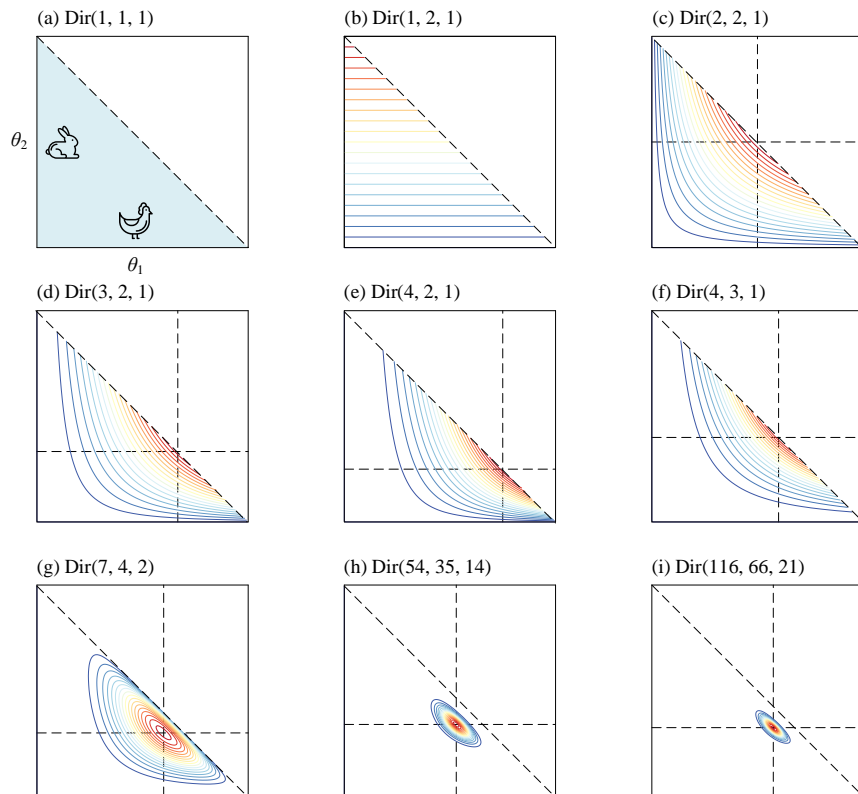 (a) Dir(1, 1, 1)
(b) Dir(1, 2, 1)
(c) Dir(2, 2, 1)
θ2
θ1
(d) Dir(3, 2, 1)
(e) Dir(4, 2, 1)
(f) Dir(4, 3, 1)
(g) Dir(7, 4, 2)
(h) Dir(54, 35, 14)
(i) Dir(116, 66, 21)